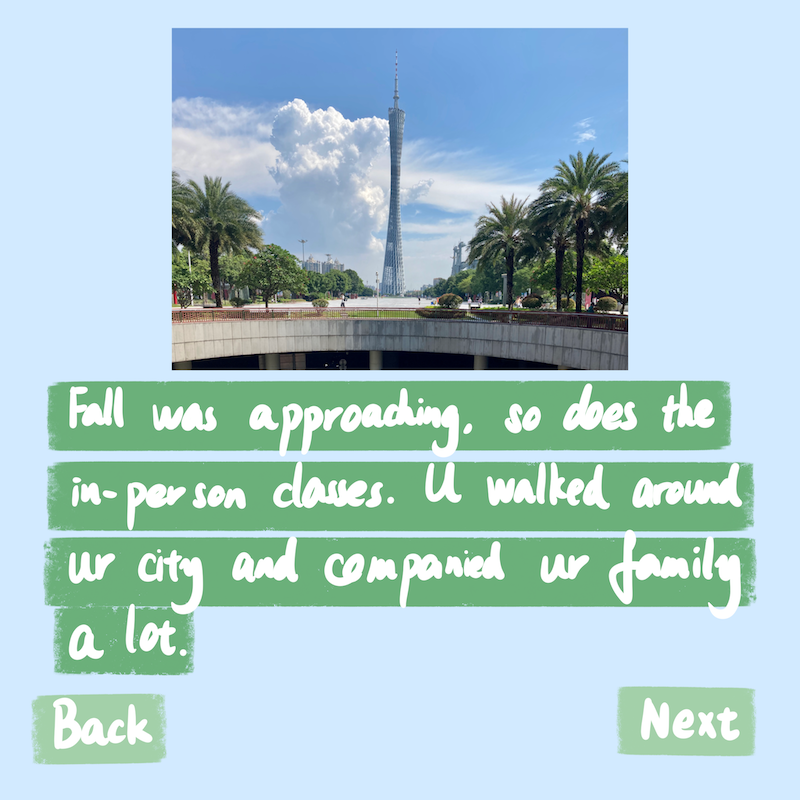 Fall was approaching, so does the
in-person classes. U walked around
ur city and companied ur family
a lot.
Back
Next